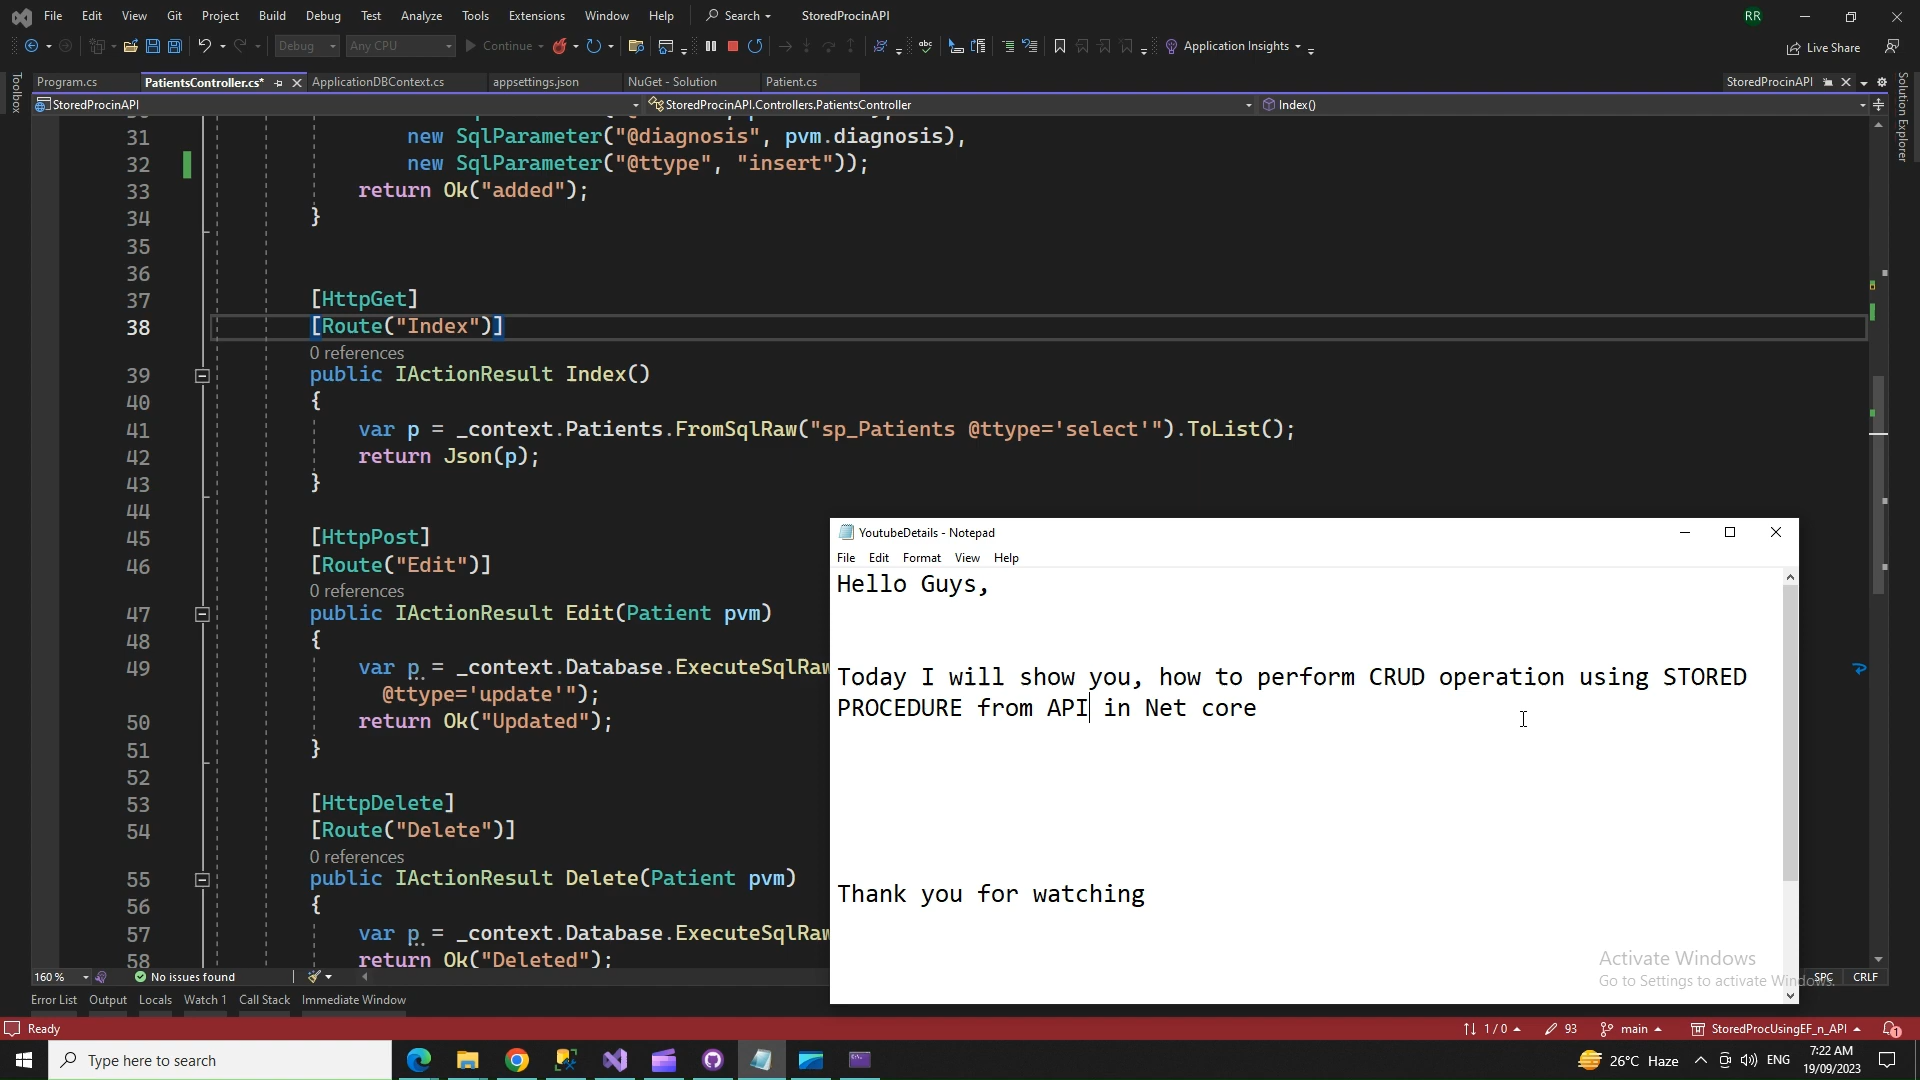 File Edit View Git Project Build Debug Test Analyze Tools Extensions Window Help Search StoredProcinAPI RR
Debug Any CPU Continue Application Insights Live Share
Program.cs PatientsController.cs* ApplicationDBContext.cs appsettings.json NuGet - Solution Patient.cs StoredProcinAPI
Toolbox
Solution Explorer
StoredProcinAPI StoredProcinAPI.Controllers.PatientsController Index()
31 new SqlParameter("@diagnosis", pvm.diagnosis),
32 new SqlParameter("@ttype", "insert"));
33 return Ok("added");
34 }
35
36
37 [HttpGet]
38 [Route("Index")]
0 references
39 public IActionResult Index()
40 {
41 var p = _context.Patients.FromSqlRaw("sp_Patients @ttype='select'").ToList();
42 return Json(p);
43 }
44
45 [HttpPost]
46 [Route("Edit")]
0 references
47 public IActionResult Edit(Patient pvm)
48 {
49 var p = _context.Database.ExecuteSqlRaw
@ttype='update'");
50 return Ok("Updated");
51 }
52
53 [HttpDelete]
54 [Route("Delete")]
0 references
55 public IActionResult Delete(Patient pvm)
56 {
57 var p = _context.Database.ExecuteSqlRaw
58 return Ok("Deleted");
YoutubeDetails - Notepad
File Edit Format View Help
Hello Guys,
Today I will show you, how to perform CRUD operation using STORED
PROCEDURE from API in Net core
Thank you for watching
Activate Windows
Go to Settings to activate Windows.
160 % No issues found SPC CRLF
Error List Output Locals Watch 1 Call Stack Immediate Window
Ready 1 / 0 93 main StoredProcUsingEF_n_API 1
Type here to search 26°C Haze ENG 7:22 AM
19/09/2023